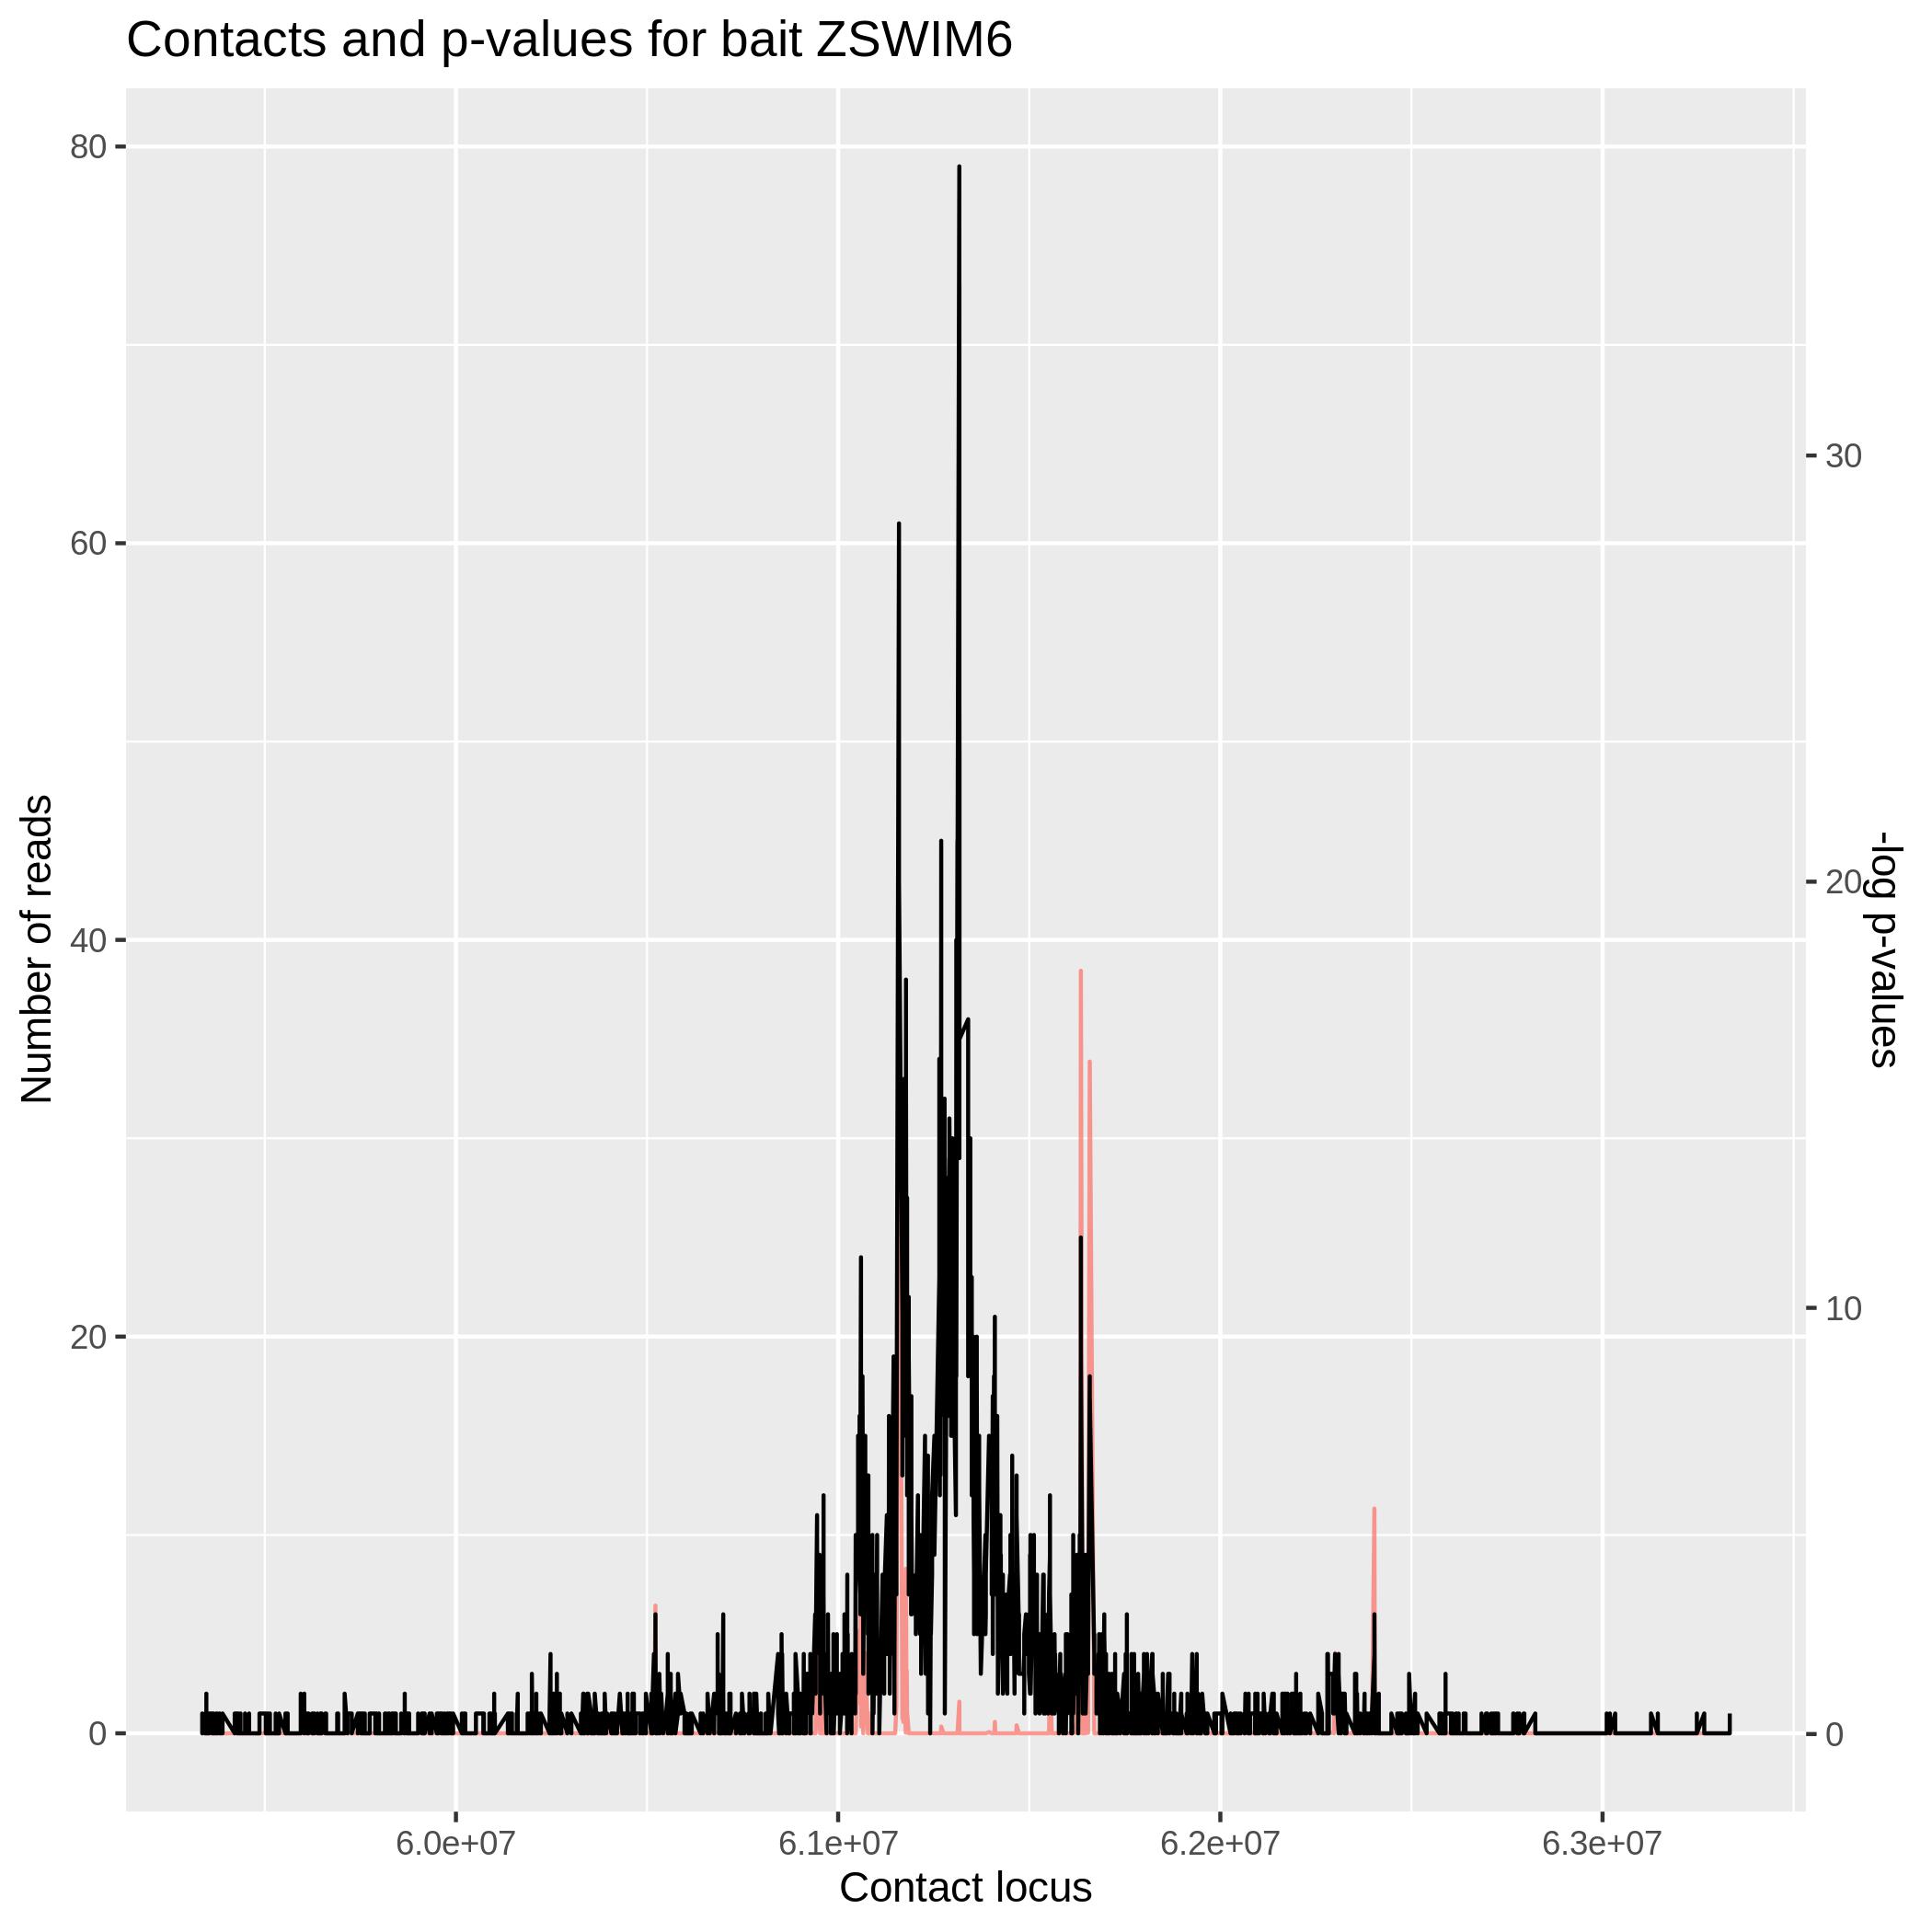 Contacts and p-values for bait ZSWIM6
80
60
40
20
0
Number of reads
30
20
10
0
-log p-values
6.0e+07
6.1e+07
6.2e+07
6.3e+07
Contact locus